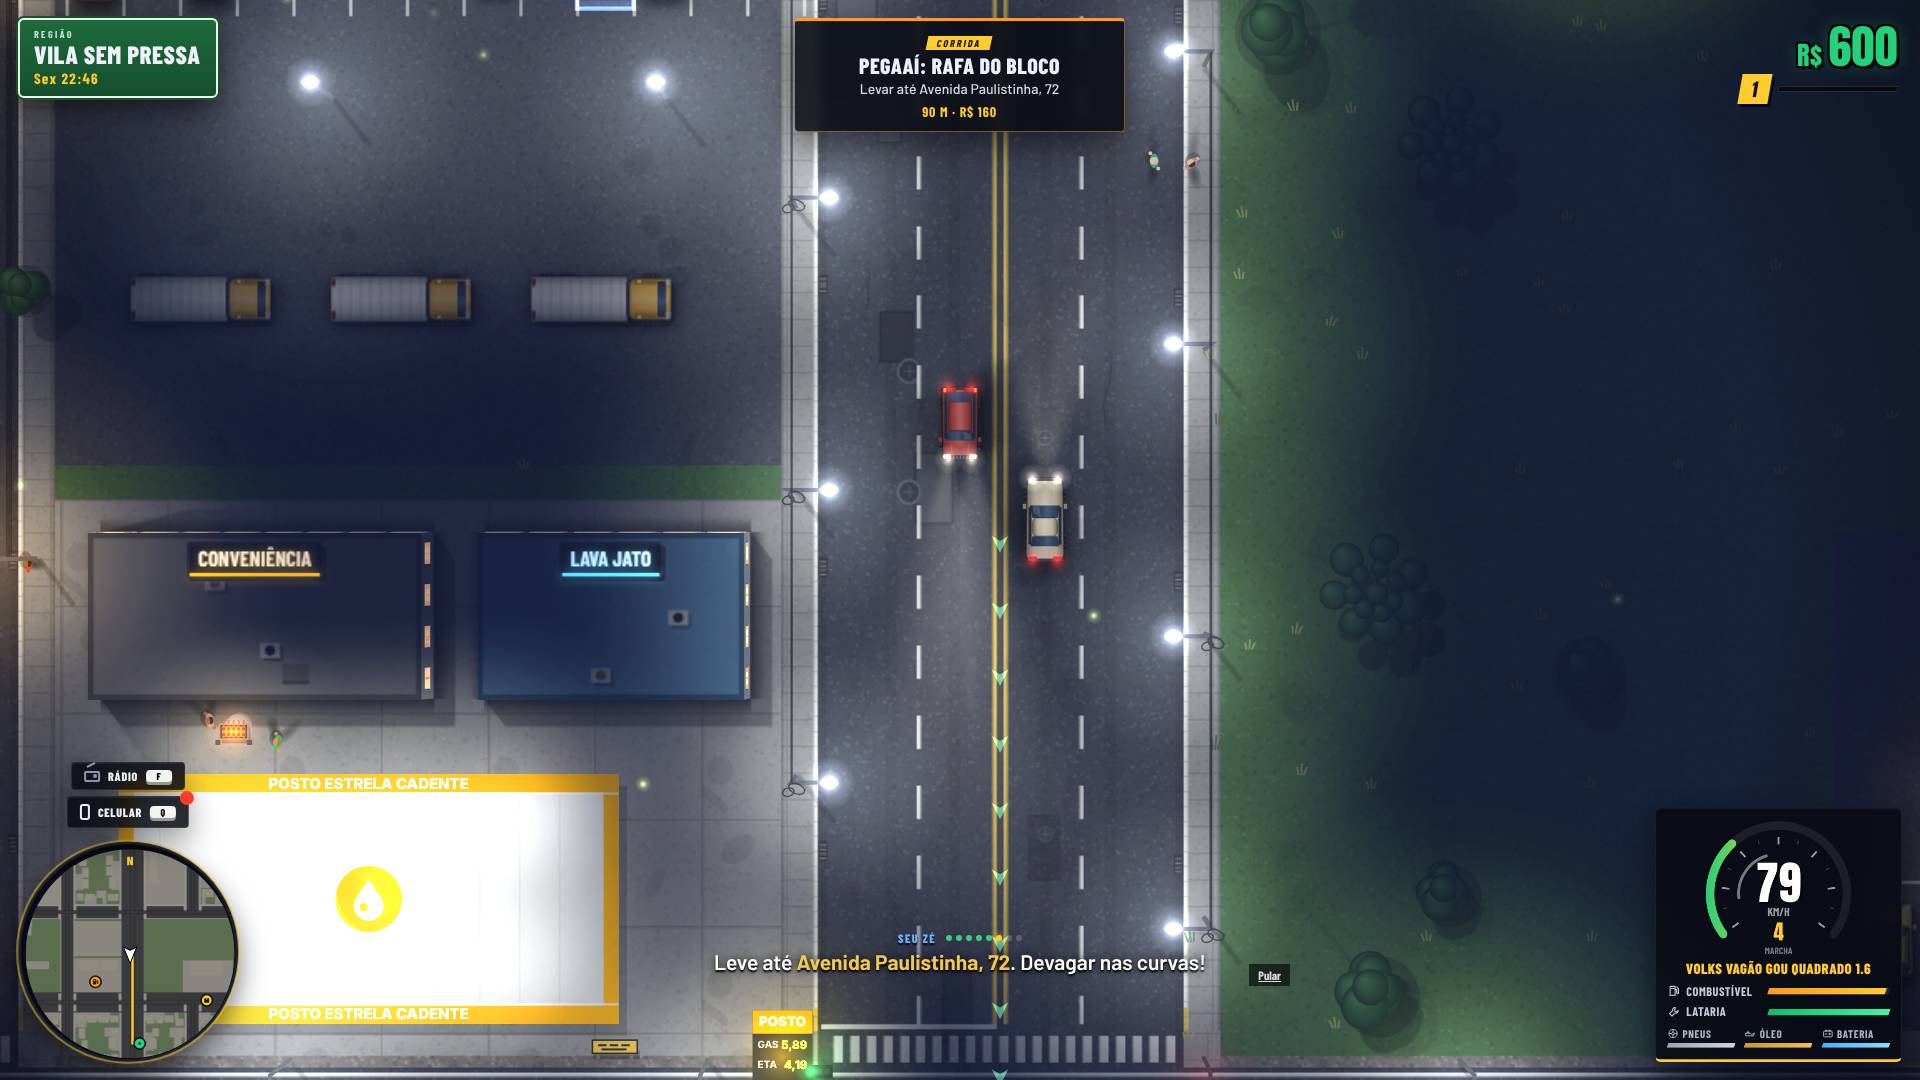 REGIÃO
VILA SEM PRESSA
Sex 22:46
CORRIDA
PEGAAÍ: RAFA DO BLOCO
Levar até Avenida Paulistinha, 72
90 M · R$ 160
R$ 600
1
CONVENIÊNCIA
LAVA JATO
RÁDIO F
CELULAR Q
POSTO ESTRELA CADENTE
N
POSTO ESTRELA CADENTE
SEU ZÉ
Leve até Avenida Paulistinha, 72. Devagar nas curvas!
Pular
POSTO
GAS 5,89
ETA 4,19
79
KM/H
4
MARCHA
VOLKS VAGÃO GOU QUADRADO 1.6
COMBUSTÍVEL
LATARIA
PNEUS ÓLEO BATERIA